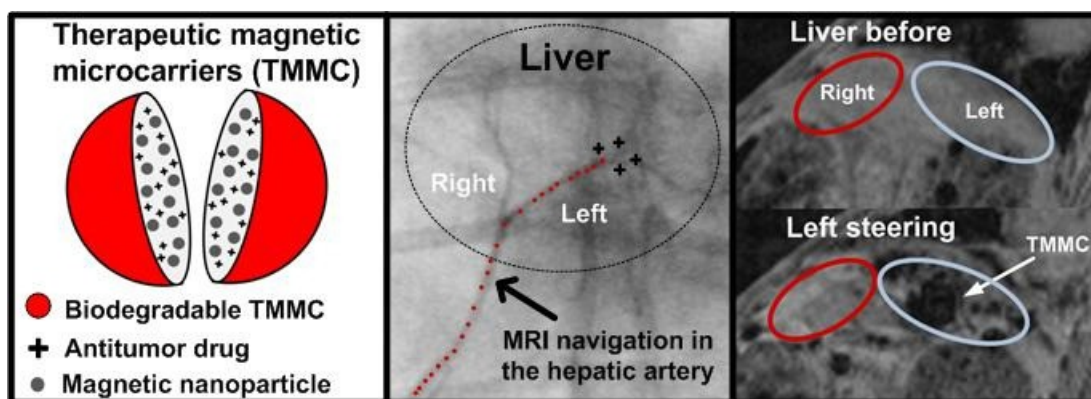 Therapeutic magnetic
microcarriers (TMMC)
Biodegradable TMMC
Antitumor drug
Magnetic nanoparticle
Liver
Right
Left
MRI navigation in
the hepatic artery
Liver before
Right
Left
Left steering
TMMC